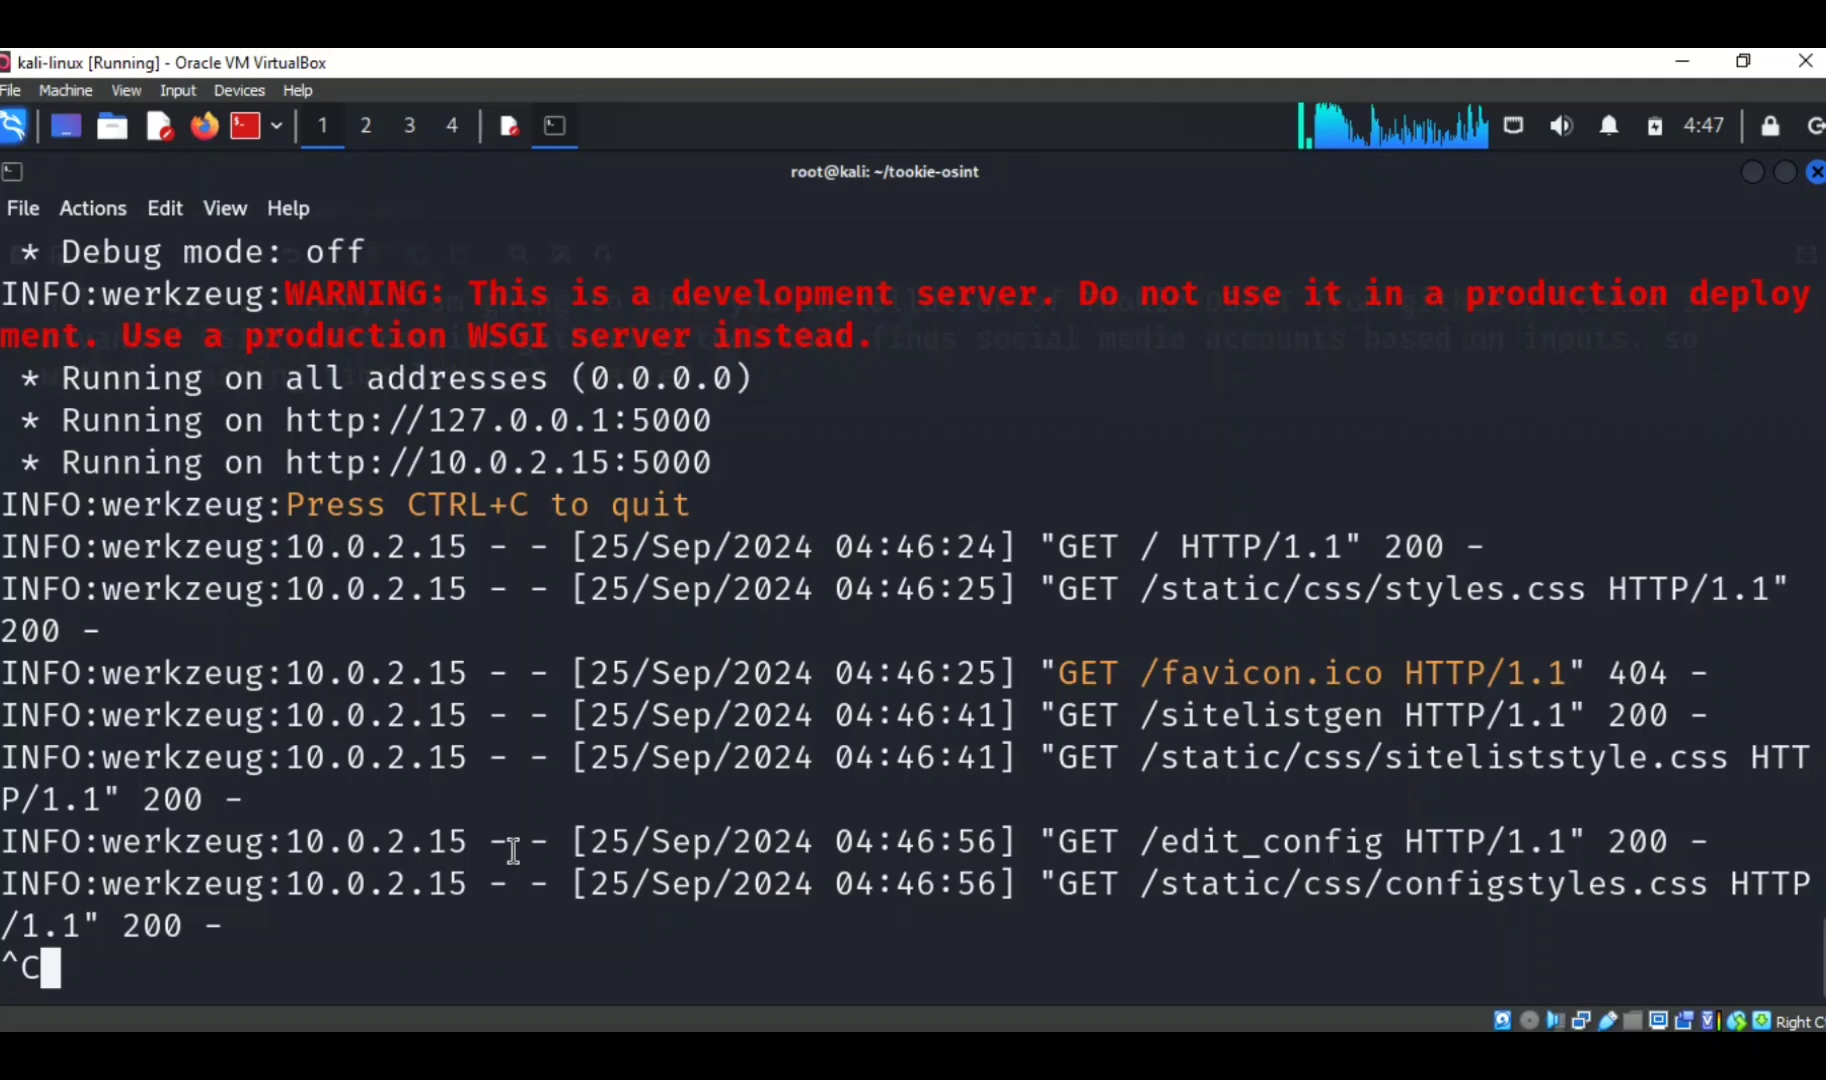 kali-linux [Running] - Oracle VM VirtualBox
File Machine View Input Devices Help
1 2 3 4 4:47
root@kali: ~/tookie-osint
File Actions Edit View Help
* Debug mode: off
INFO:werkzeug:WARNING: This is a development server. Do not use it in a production deploy
ment. Use a production WSGI server instead.
finds social media accounts based on inputs. so
* Running on all addresses (0.0.0.0)
* Running on http://127.0.0.1:5000
* Running on http://10.0.2.15:5000
INFO:werkzeug:Press CTRL+C to quit
INFO:werkzeug:10.0.2.15 - - [25/Sep/2024 04:46:24] "GET / HTTP/1.1" 200 -
INFO:werkzeug:10.0.2.15 - - [25/Sep/2024 04:46:25] "GET /static/css/styles.css HTTP/1.1"
200 -
INFO:werkzeug:10.0.2.15 - - [25/Sep/2024 04:46:25] "GET /favicon.ico HTTP/1.1" 404 -
INFO:werkzeug:10.0.2.15 - - [25/Sep/2024 04:46:41] "GET /sitelistgen HTTP/1.1" 200 -
INFO:werkzeug:10.0.2.15 - - [25/Sep/2024 04:46:41] "GET /static/css/siteliststyle.css HTT
P/1.1" 200 -
INFO:werkzeug:10.0.2.15 - - [25/Sep/2024 04:46:56] "GET /edit_config HTTP/1.1" 200 -
INFO:werkzeug:10.0.2.15 - - [25/Sep/2024 04:46:56] "GET /static/css/configstyles.css HTTP
/1.1" 200 -
^C
Right C